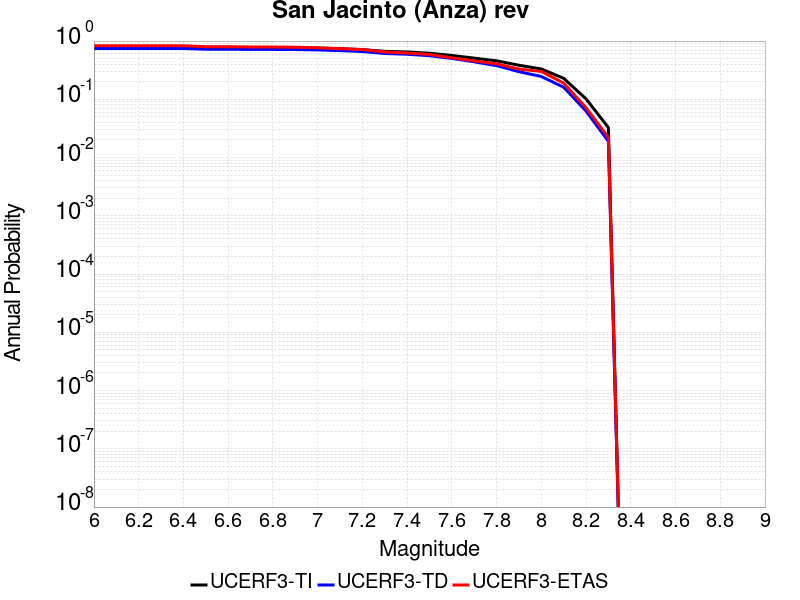 San Jacinto (Anza) rev
Annual Probability
10^0
10^-1
10^-2
10^-3
10^-4
10^-5
10^-6
10^-7
10^-8
6 6.2 6.4 6.6 6.8 7 7.2 7.4 7.6 7.8 8 8.2 8.4 8.6 8.8 9
Magnitude
UCERF3-TI UCERF3-TD UCERF3-ETAS